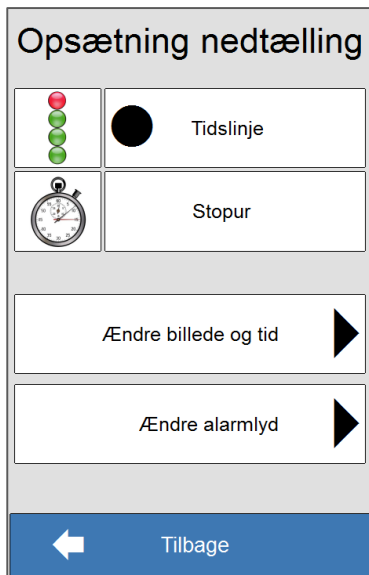 Opsætning nedtælling
Tidslinje
Stopur
Ændre billede og tid
Ændre alarmlyd
Tilbage